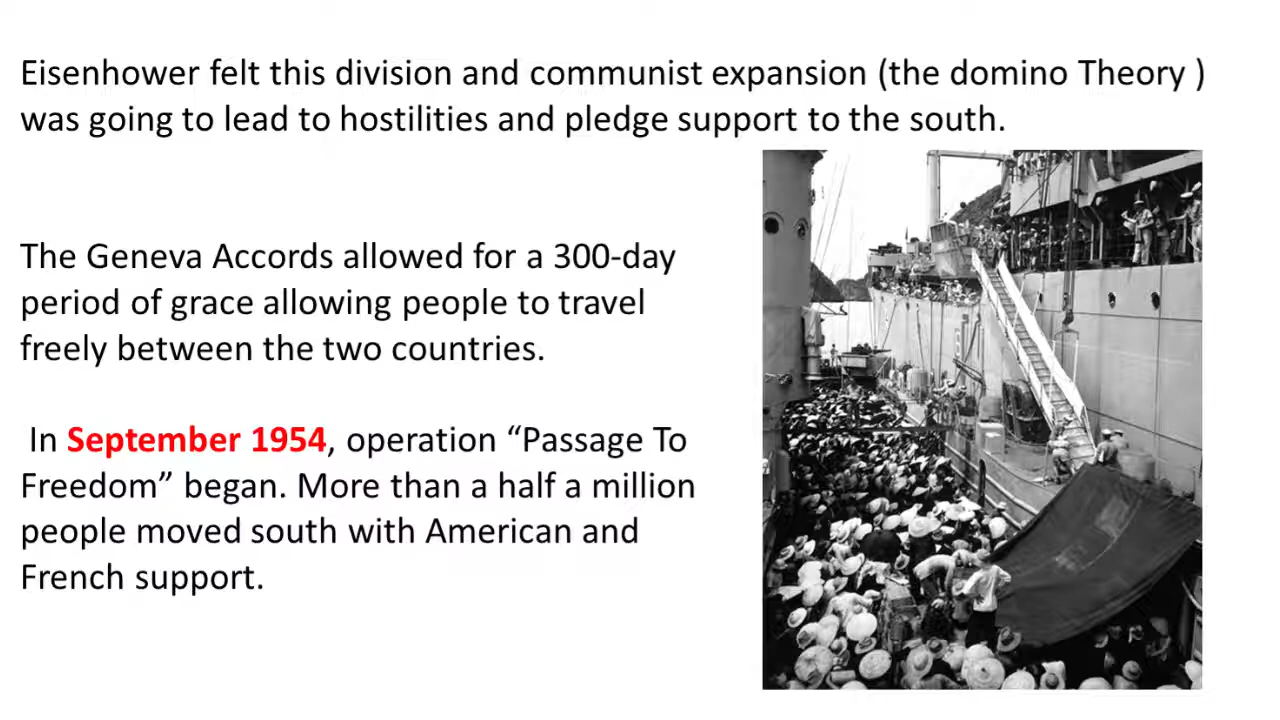 Eisenhower felt this division and communist expansion (the domino Theory )
was going to lead to hostilities and pledge support to the south.
The Geneva Accords allowed for a 300-day
period of grace allowing people to travel
freely between the two countries.
In September 1954, operation “Passage To
Freedom” began. More than a half a million
people moved south with American and
French support.